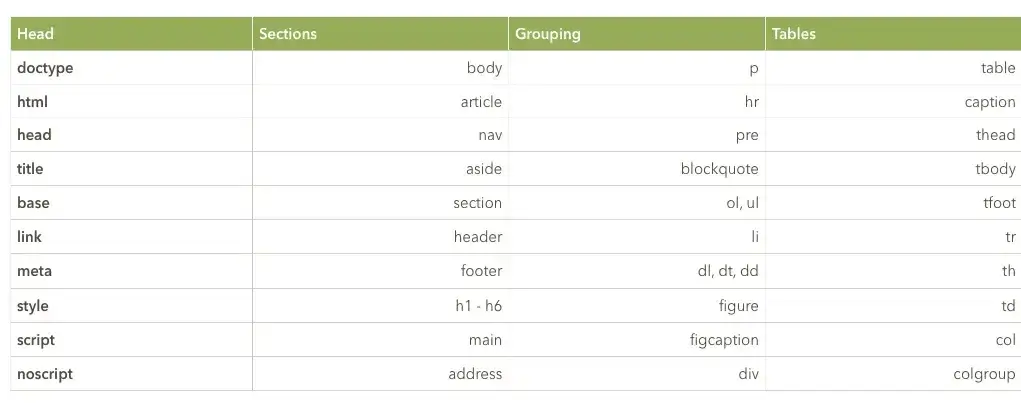 Head Sections Grouping Tables
doctype body p table
html article hr caption
head nav pre thead
title aside blockquote tbody
base section ol, ul tfoot
link header li tr
meta footer dl, dt, dd th
style h1 - h6 figure td
script main figcaption col
noscript address div colgroup